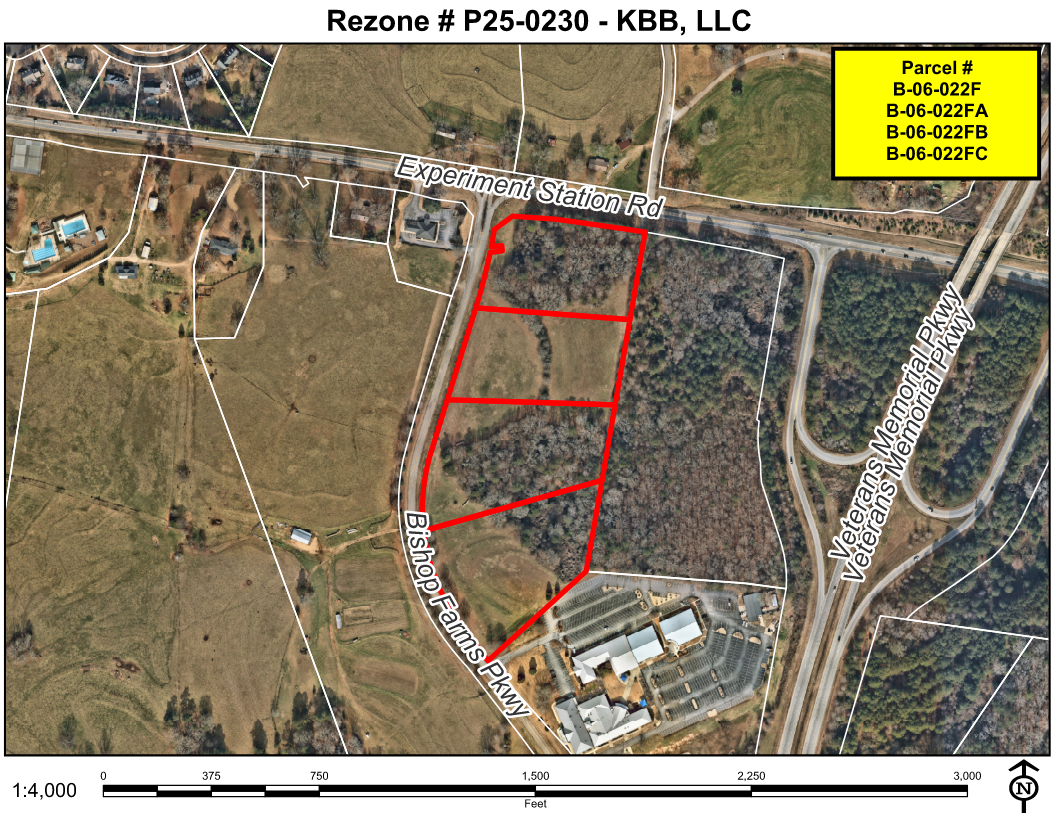 Rezone # P25-0230 - KBB, LLC
Parcel #
B-06-022F
B-06-022FA
B-06-022FB
B-06-022FC
Experiment Station Rd
Veterans Memorial Pkwy
Veterans Memorial Pkwy
Bishop Farms Pkwy
1:4,000
0 375 750 1,500 2,250 3,000
Feet
N